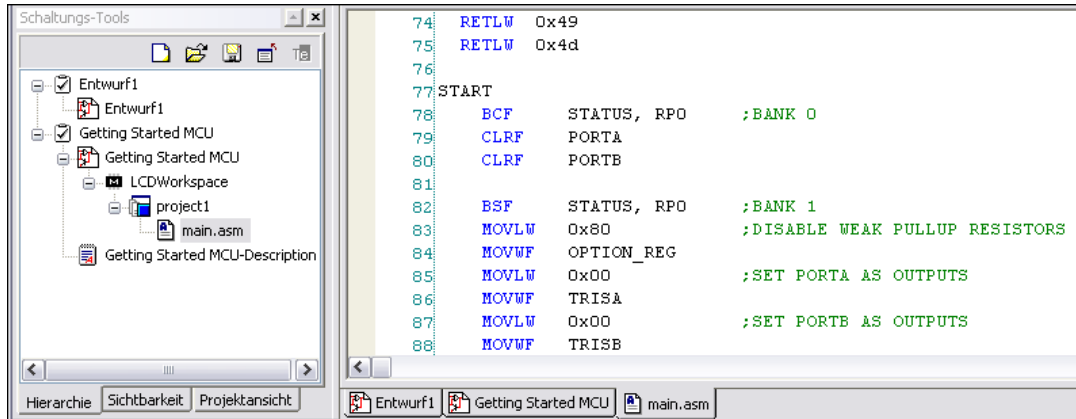 Schaltungs-Tools
Entwurf1
Entwurf1
Getting Started MCU
Getting Started MCU
LCDWorkspace
project1
main.asm
Getting Started MCU-Description
Hierarchie Sichtbarkeit Projektansicht
74 RETLW 0x49
75 RETLW 0x4d
76
77 START
78 BCF STATUS, RP0 ;BANK 0
79 CLRF PORTA
80 CLRF PORTB
81
82 BSF STATUS, RP0 ;BANK 1
83 MOVLW 0x80 ;DISABLE WEAK PULLUP RESISTORS
84 MOVWF OPTION_REG
85 MOVLW 0x00 ;SET PORTA AS OUTPUTS
86 MOVWF TRISA
87 MOVLW 0x00 ;SET PORTB AS OUTPUTS
88 MOVWF TRISB
Entwurf1 Getting Started MCU main.asm